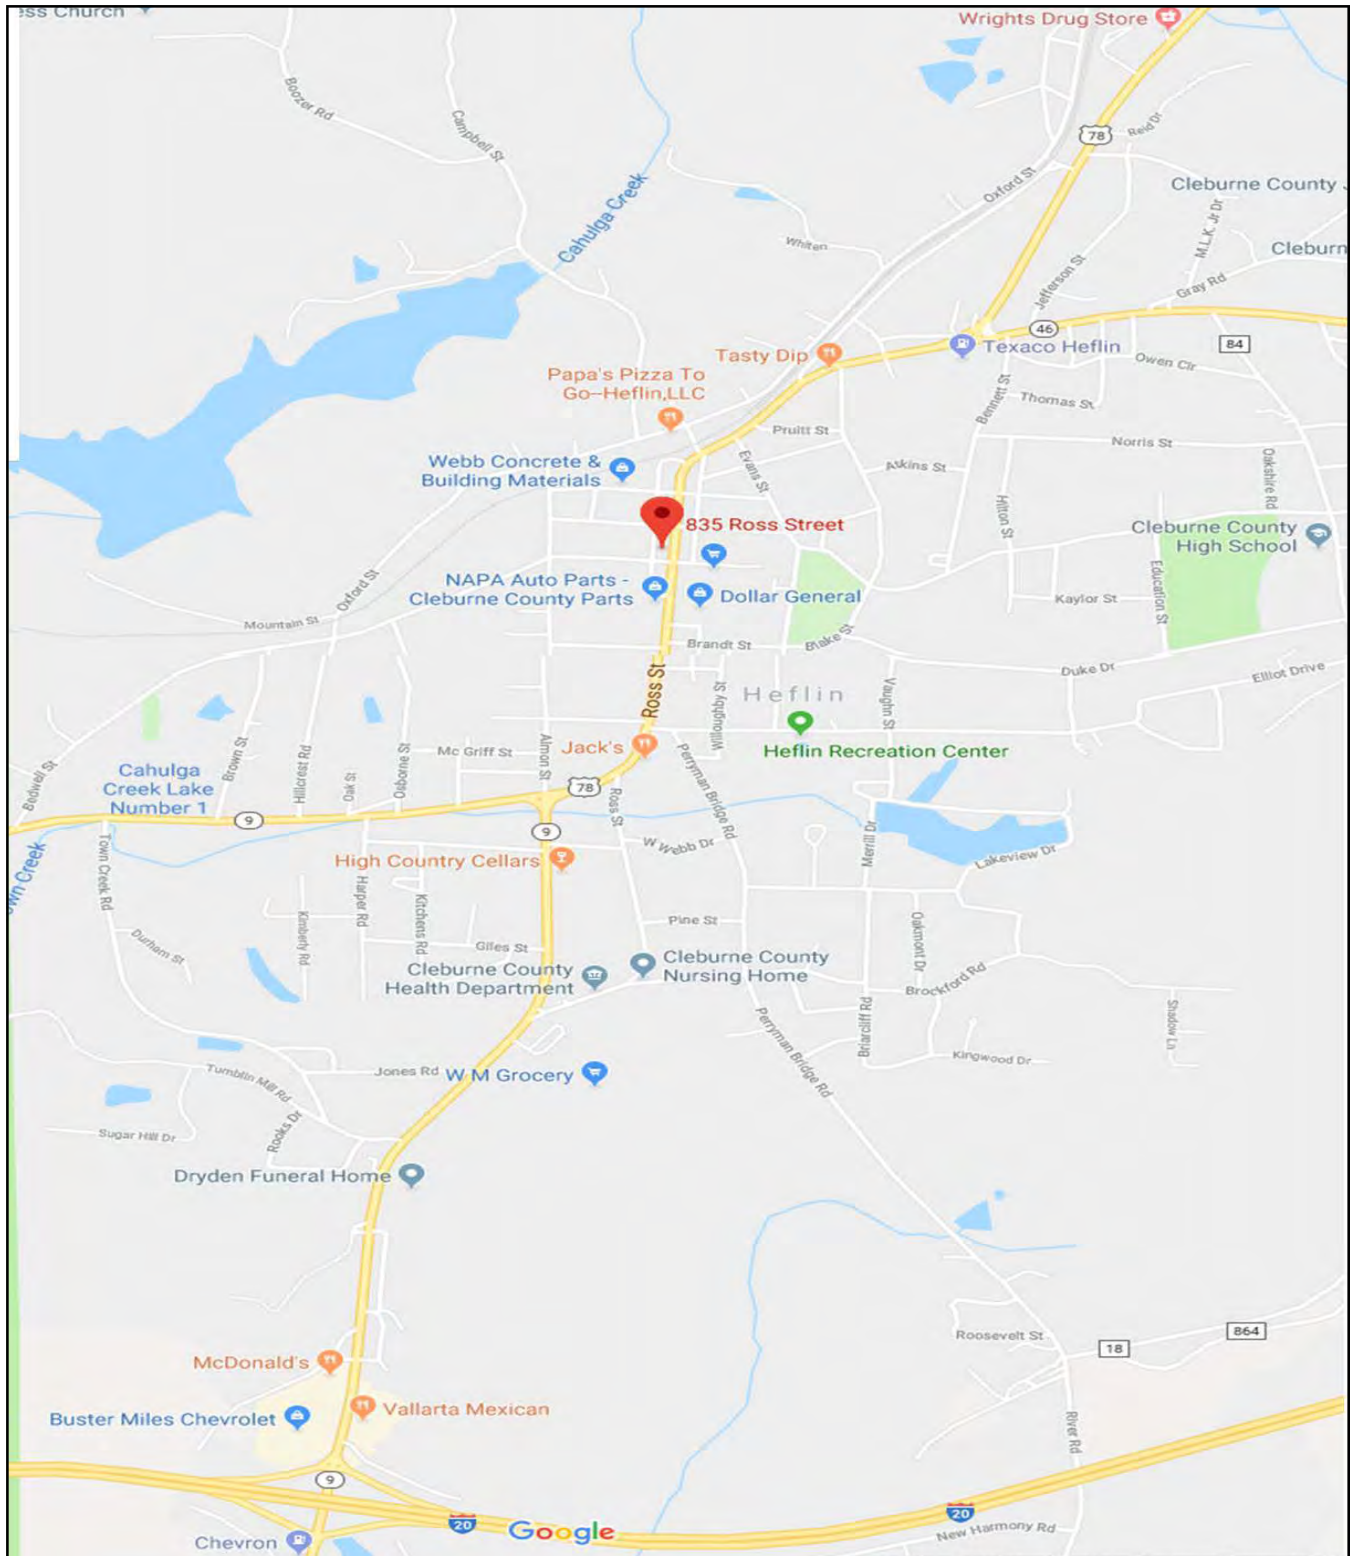 ess Church
Wrights Drug Store
Boozer Rd
Campbell St
78
Reid Dr
Oxford St
Cahulga Creek
Cleburne County
M.L.K. Jr Dr
Whiten
Cleburn
Jefferson St
Gray Rd
46
84
Tasty Dip
Texaco Heflin
Owen Cir
Papa's Pizza To
Go-Heflin,LLC
Bennett St
Thomas St
Pruitt St
Norris St
Webb Concrete &
Building Materials
Evans St
Atkins St
Oakshire Rd
Hilton St
835 Ross Street
Cleburne County
High School
NAPA Auto Parts -
Cleburne County Parts
Dollar General
Oxford St
Education St
Kaylor St
Mountain St
Brandt St
Blake St
Duke Dr
Elliot Drive
Ross St
Heflin
Willoughby St
Vaughn St
Heflin Recreation Center
Jack's
Mc Griff St
Almon St
Perryman Bridge Rd
Bedwell St
Brown St
Hillcrest Rd
Oak St
Osborne St
Cahulga
Creek Lake
Number 1
78
Ross St
9
9
W Webb Dr
Merrill Dr
Lakeview Dr
High Country Cellars
own Creek
Town Creek Rd
Harper Rd
Kitchens Rd
Kimberly Rd
Pine St
Oakmont Dr
Durham St
Giles St
Cleburne County
Health Department
Cleburne County
Nursing Home
Brockford Rd
Briarcliff Rd
Shadow Ln
Perryman Bridge Rd
Kingwood Dr
Tumblin Mill Rd
Jones Rd
W M Grocery
Rooks Dr
Sugar Hill Dr
Dryden Funeral Home
Roosevelt St
18
864
McDonald's
Vallarta Mexican
Buster Miles Chevrolet
River Rd
9
20
20
Google
New Harmony Rd
Chevron